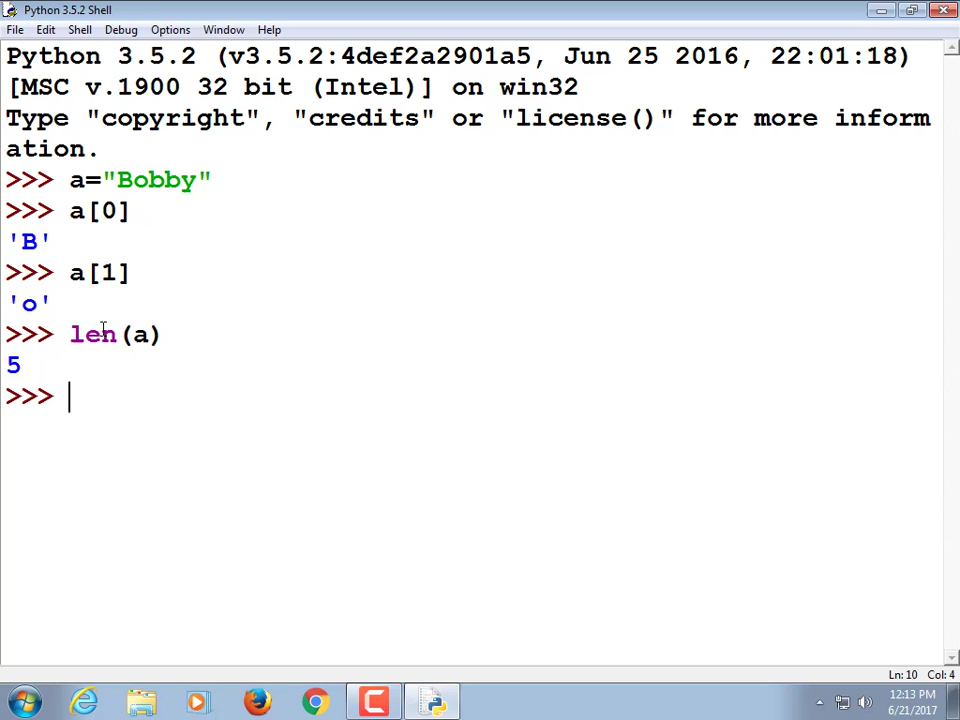 Python 3.5.2 Shell
File Edit Shell Debug Options Window Help
Python 3.5.2 (v3.5.2:4def2a2901a5, Jun 25 2016, 22:01:18)
[MSC v.1900 32 bit (Intel)] on win32
Type "copyright", "credits" or "license()" for more inform
ation.
>>> a="Bobby"
>>> a[0]
'B'
>>> a[1]
'o'
>>> len(a)
5
>>>
Ln: 10 Col: 4
12:13 PM
6/21/2017